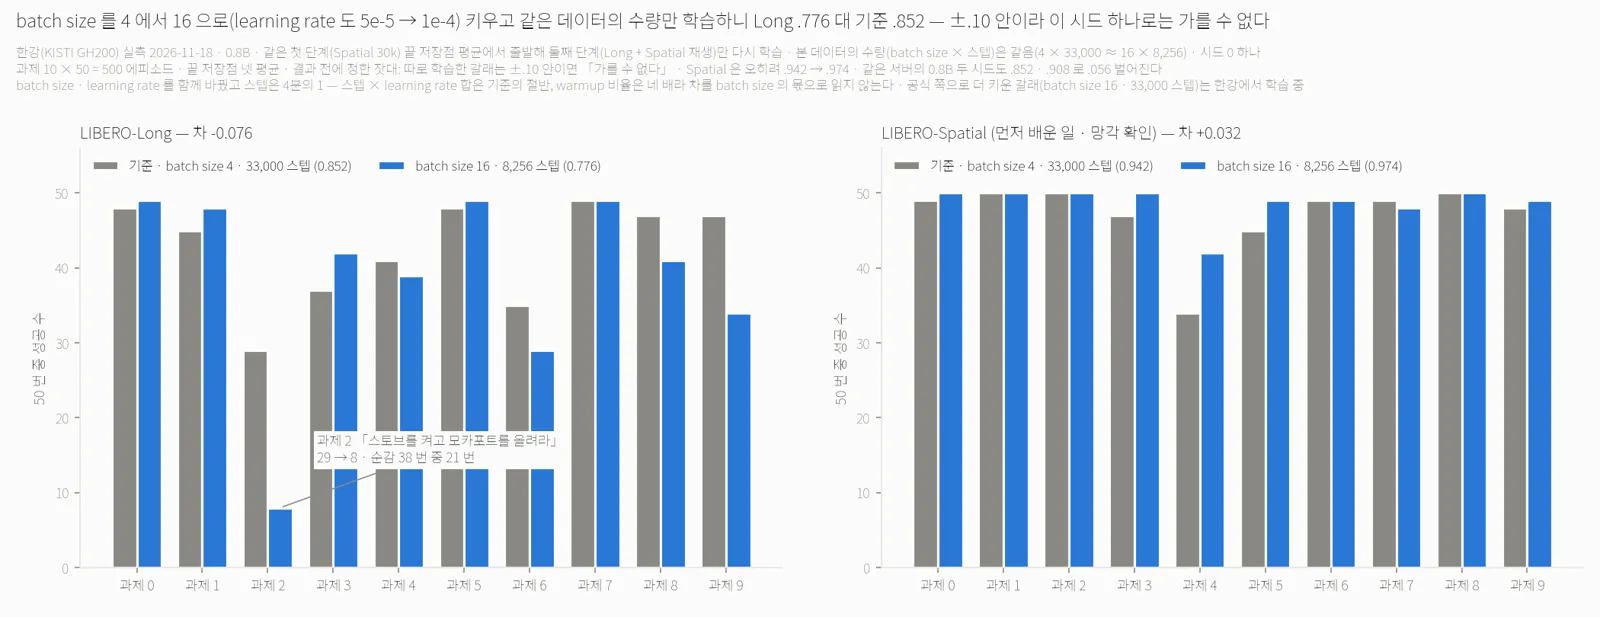 batch size 를 4 에서 16 으로(learning rate 도 5e-5 → 1e-4) 키우고 같은 데이터의 수량만 학습하니 Long .776 대 기준 .852 — ±.10 안이라 이 시드 하나로는 가를 수 없다
한강(KISTI GH200) 실측 2026-11-18 · 0.8B · 같은 첫 단계(Spatial 30k) 끝 저장점 평균에서 출발해 둘째 단계(Long + Spatial 재생)만 다시 학습 · 본 데이터의 수량(batch size × 스텝)은 같음(4 × 33,000 ≈ 16 × 8,256) · 시드 0 하나
과제 10 × 50 = 500 에피소드 · 끝 저장점 넷 평균 · 결과 전에 정한 잣대: 따로 학습한 갈래는 ±.10 안이면 「가를 수 없다」 · Spatial 은 오히려 .942 → .974 · 같은 서버의 0.8B 두 시드도 .852 · .908 로 .056 벌어진다
batch size · learning rate 를 함께 바꿨고 스텝은 4분의 1 — 스텝 × learning rate 합은 기준의 절반, warmup 비율은 네 배라 차를 batch size 의 몫으로 읽지 않는다 · 공식 쪽으로 더 키운 갈래(batch size 16 · 33,000 스텝)는 한강에서 학습 중
LIBERO-Long — 차 -0.076
기준 · batch size 4 · 33,000 스텝 (0.852)
batch size 16 · 8,256 스텝 (0.776)
50 번 중 성공 수
50
40
30
20
10
0
과제 2 「스토브를 켜고 모카포트를 올려라」
29 → 8 · 순감 38 번 중 21 번
과제 0
과제 1
과제 2
과제 3
과제 4
과제 5
과제 6
과제 7
과제 8
과제 9
LIBERO-Spatial (먼저 배운 일 · 망각 확인) — 차 +0.032
기준 · batch size 4 · 33,000 스텝 (0.942)
batch size 16 · 8,256 스텝 (0.974)
50 번 중 성공 수
50
40
30
20
10
0
과제 0
과제 1
과제 2
과제 3
과제 4
과제 5
과제 6
과제 7
과제 8
과제 9